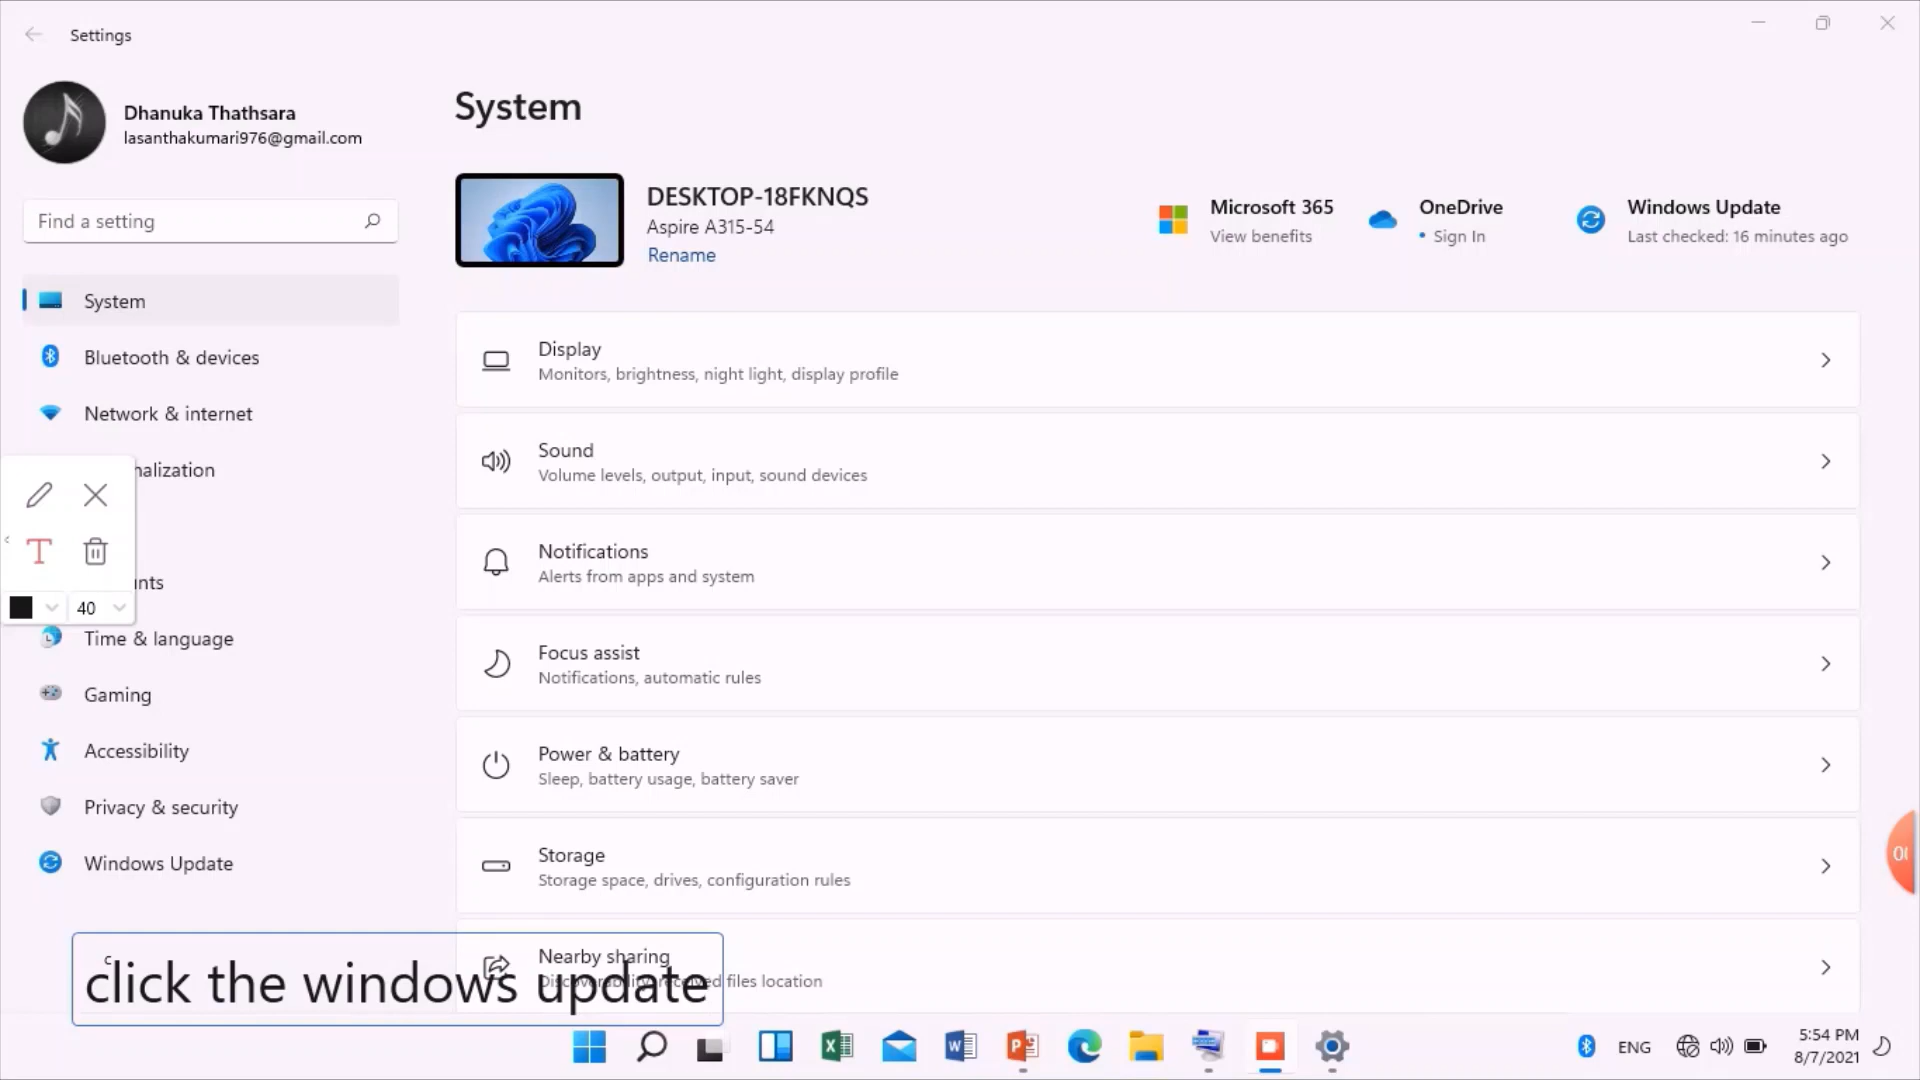 Settings
Dhanuka Thathsara
lasanthakumari976@gmail.com
Find a setting
System
Bluetooth & devices
Network & internet
nalization
unts
40
Time & language
Gaming
Accessibility
Privacy & security
Windows Update
System
DESKTOP-18FKNQS
Aspire A315-54
Rename
Microsoft 365
View benefits
OneDrive
• Sign In
Windows Update
Last checked: 16 minutes ago
Display
Monitors, brightness, night light, display profile
Sound
Volume levels, output, input, sound devices
Notifications
Alerts from apps and system
Focus assist
Notifications, automatic rules
Power & battery
Sleep, battery usage, battery saver
Storage
Storage space, drives, configuration rules
Nearby sharing
Discoverability, received files location
click the windows update
ENG
5:54 PM
8/7/2021